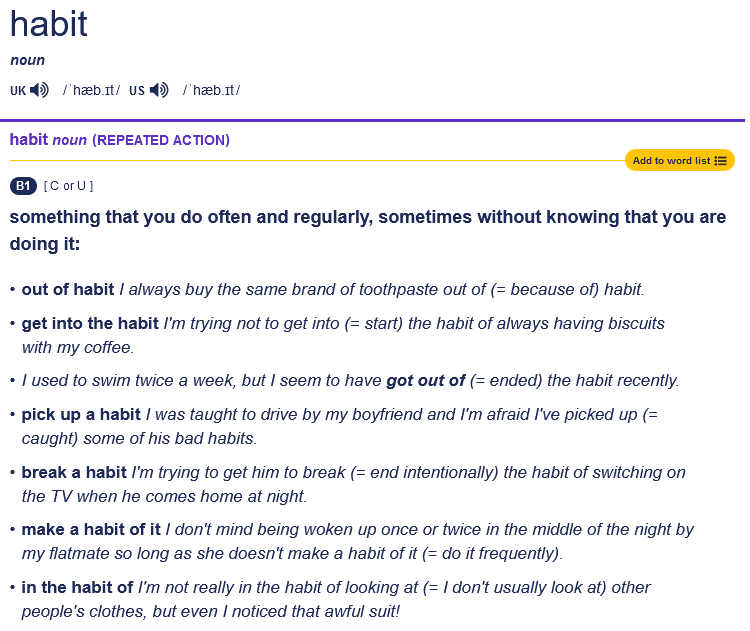 habit
noun
UK /ˈhæb.ɪt/ US /ˈhæb.ɪt/
habit noun (REPEATED ACTION)
Add to word list
B1 [ C or U ]
something that you do often and regularly, sometimes without knowing that you are
doing it:
• out of habit I always buy the same brand of toothpaste out of (= because of) habit.
• get into the habit I'm trying not to get into (= start) the habit of always having biscuits
with my coffee.
• I used to swim twice a week, but I seem to have got out of (= ended) the habit recently.
• pick up a habit I was taught to drive by my boyfriend and I'm afraid I've picked up (=
caught) some of his bad habits.
• break a habit I'm trying to get him to break (= end intentionally) the habit of switching on
the TV when he comes home at night.
• make a habit of it I don't mind being woken up once or twice in the middle of the night by
my flatmate so long as she doesn't make a habit of it (= do it frequently).
• in the habit of I'm not really in the habit of looking at (= I don't usually look at) other
people's clothes, but even I noticed that awful suit!